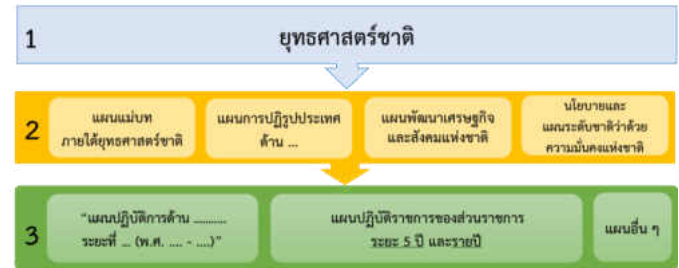 1
ยุทธศาสตร์ชาติ
2
แผนแม่บท
ภายใต้ยุทธศาสตร์ชาติ
แผนการปฏิรูปประเทศ
ด้าน ...
แผนพัฒนาเศรษฐกิจ
และสังคมแห่งชาติ
นโยบายและ
แผนระดับชาติว่าด้วย
ความมั่นคงแห่งชาติ
3
“แผนปฏิบัติการด้าน ..........
ระยะที่ ... (พ.ศ. .... - ....)”
แผนปฏิบัติราชการของส่วนราชการ
ระยะ 5 ปี และรายปี
แผนอื่น ๆ